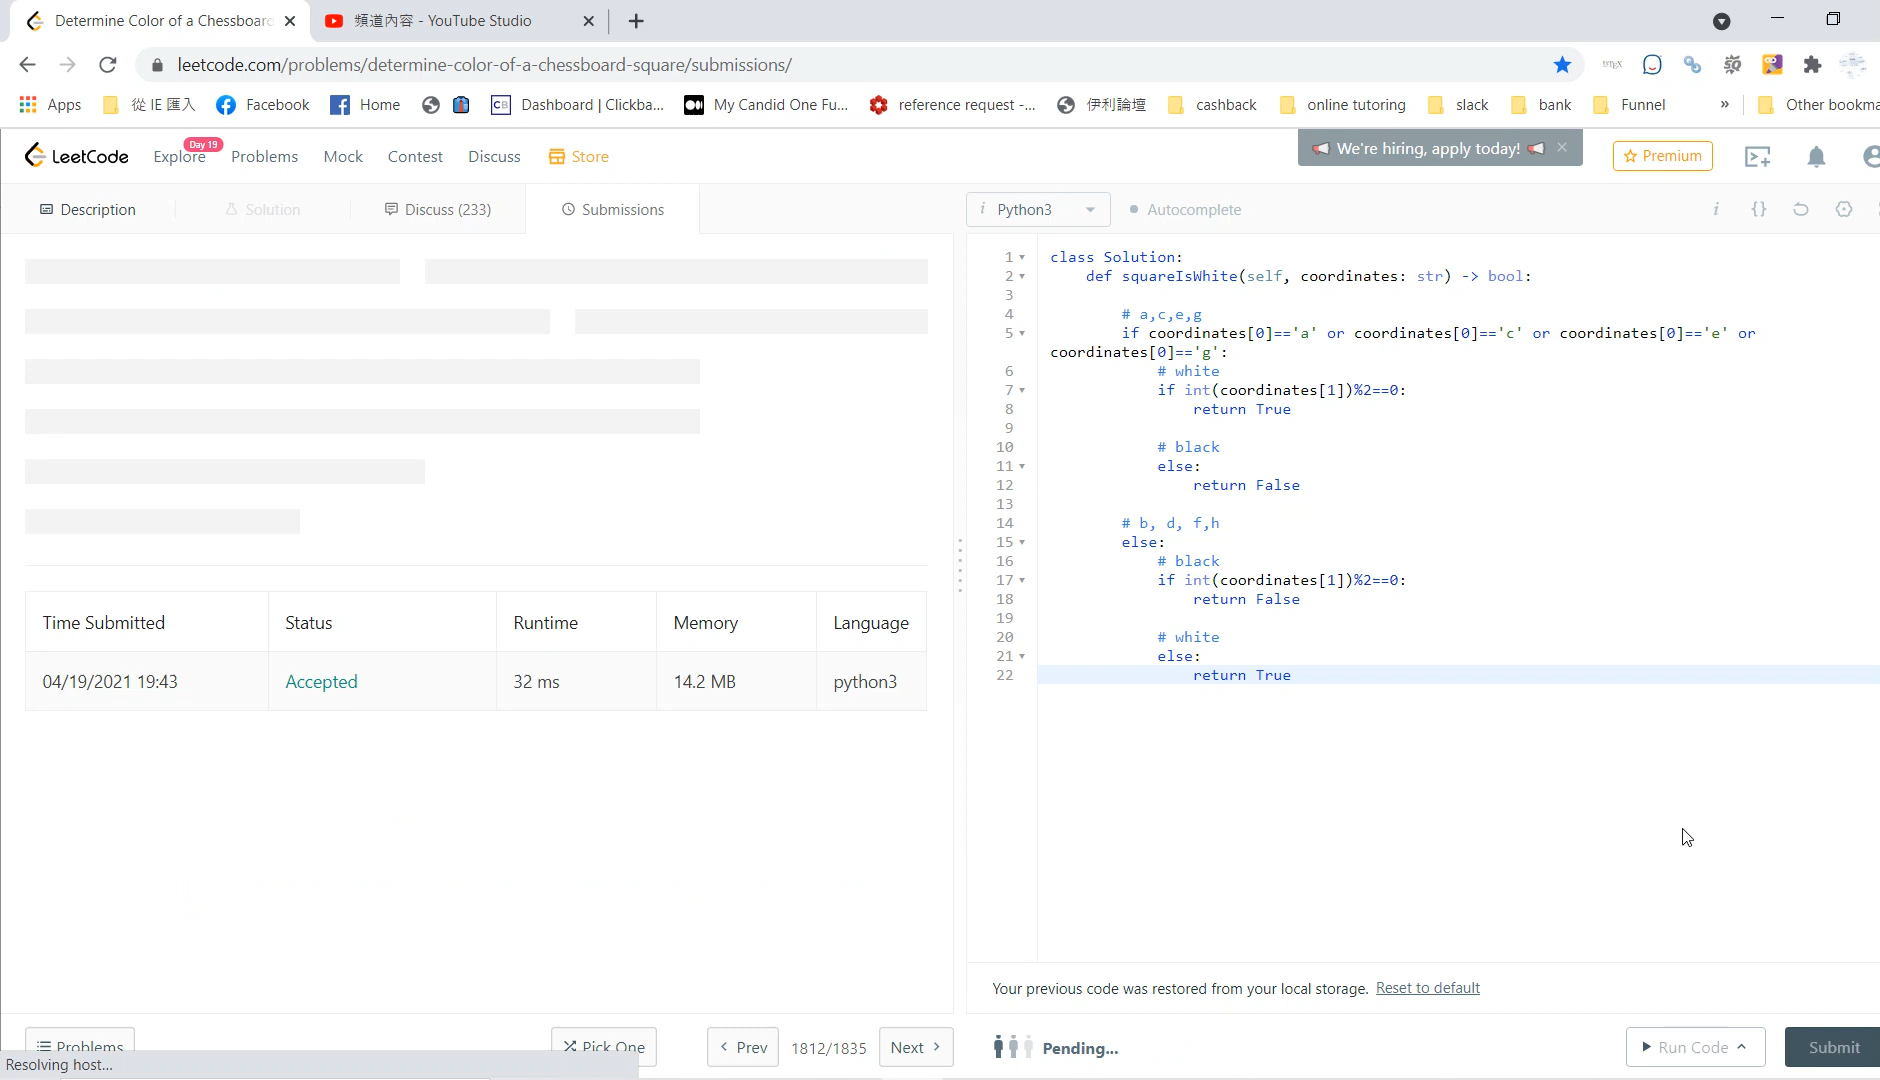 Determine Color of a Chessboard
頻道內容 - YouTube Studio
leetcode.com/problems/determine-color-of-a-chessboard-square/submissions/
Apps
從 IE 匯入
Facebook
Home
CB Dashboard | Clickba...
My Candid One Fu...
reference request -...
伊利論壇
cashback
online tutoring
slack
bank
Funnel
»
Other bookma
LeetCode
Explore
Day 19
Problems
Mock
Contest
Discuss
Store
We're hiring, apply today!
Premium
Description
Solution
Discuss (233)
Submissions
i Python3
Autocomplete
i {}
1 class Solution:
2 def squareIsWhite(self, coordinates: str) -> bool:
3
4 # a,c,e,g
5 if coordinates[0]=='a' or coordinates[0]=='c' or coordinates[0]=='e' or
coordinates[0]=='g':
6 # white
7 if int(coordinates[1])%2==0:
8 return True
9
10 # black
11 else:
12 return False
13
14 # b, d, f,h
15 else:
16 # black
17 if int(coordinates[1])%2==0:
18 return False
19
20 # white
21 else:
22 return True
Time Submitted Status Runtime Memory Language
04/19/2021 19:43 Accepted 32 ms 14.2 MB python3
Your previous code was restored from your local storage. Reset to default
Problems
Pick One
Prev
1812/1835
Next
Pending...
Run Code
Submit
Resolving host...